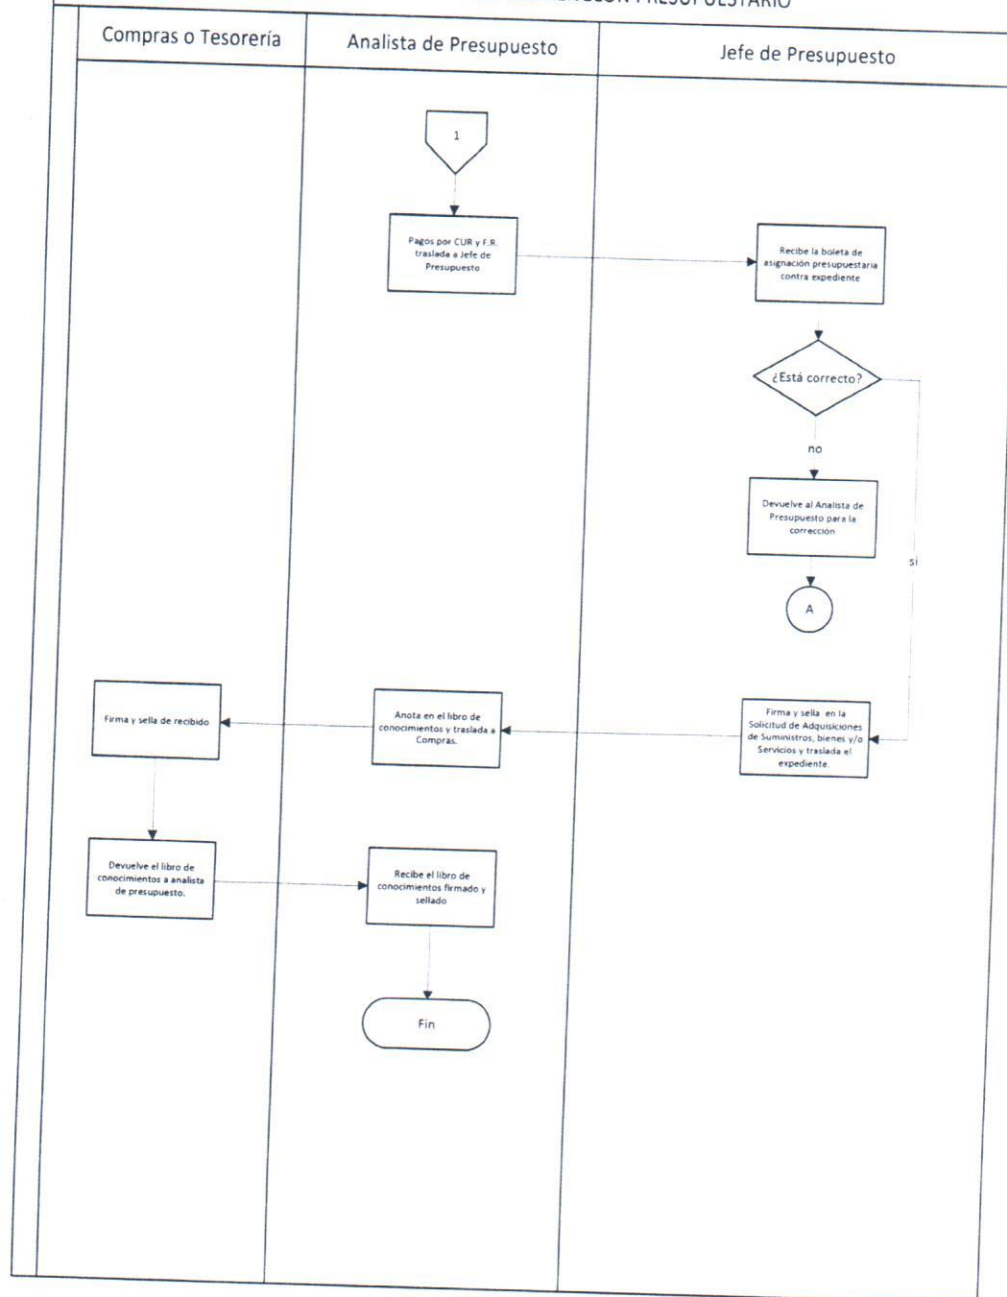 PRESUPUESTARIO
Compras o Tesorería
Analista de Presupuesto
Jefe de Presupuesto
1
Pagos por CUR y F.R.
traslada a Jefe de
Presupuesto
Recibe la boleta de
asignación presupuestaria
contra expediente
¿Está correcto?
no
Devuelve al Analista de
Presupuesto para la
corrección
si
A
Firma y sella de recibido
Anota en el libro de
conocimientos y traslada a
Compras.
Firma y sella en la
Solicitud de Adquisiciones
de Suministros, bienes y/o
Servicios y traslada el
expediente.
Devuelve el libro de
conocimientos a analista
de presupuesto.
Recibe el libro de
conocimientos firmado y
sellado
Fin